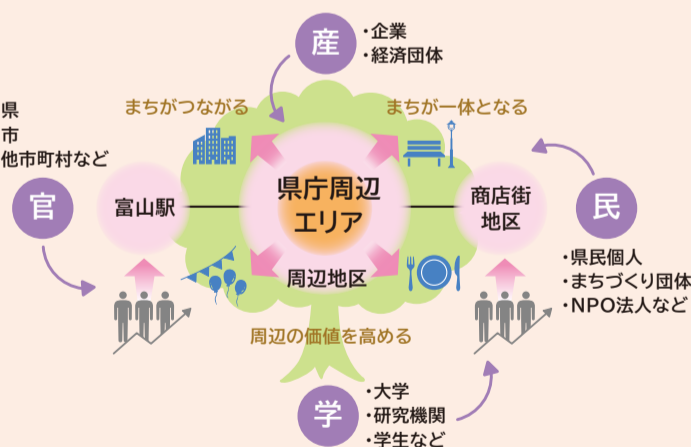 産
・企業
・経済団体
まちがつながる
まちが一体となる
県
市
他市町村など
官
富山駅
県庁周辺
エリア
周辺地区
商店街
地区
民
・県民個人
・まちづくり団体
・NPO法人など
周辺の価値を高める
学
・大学
・研究機関
・学生など